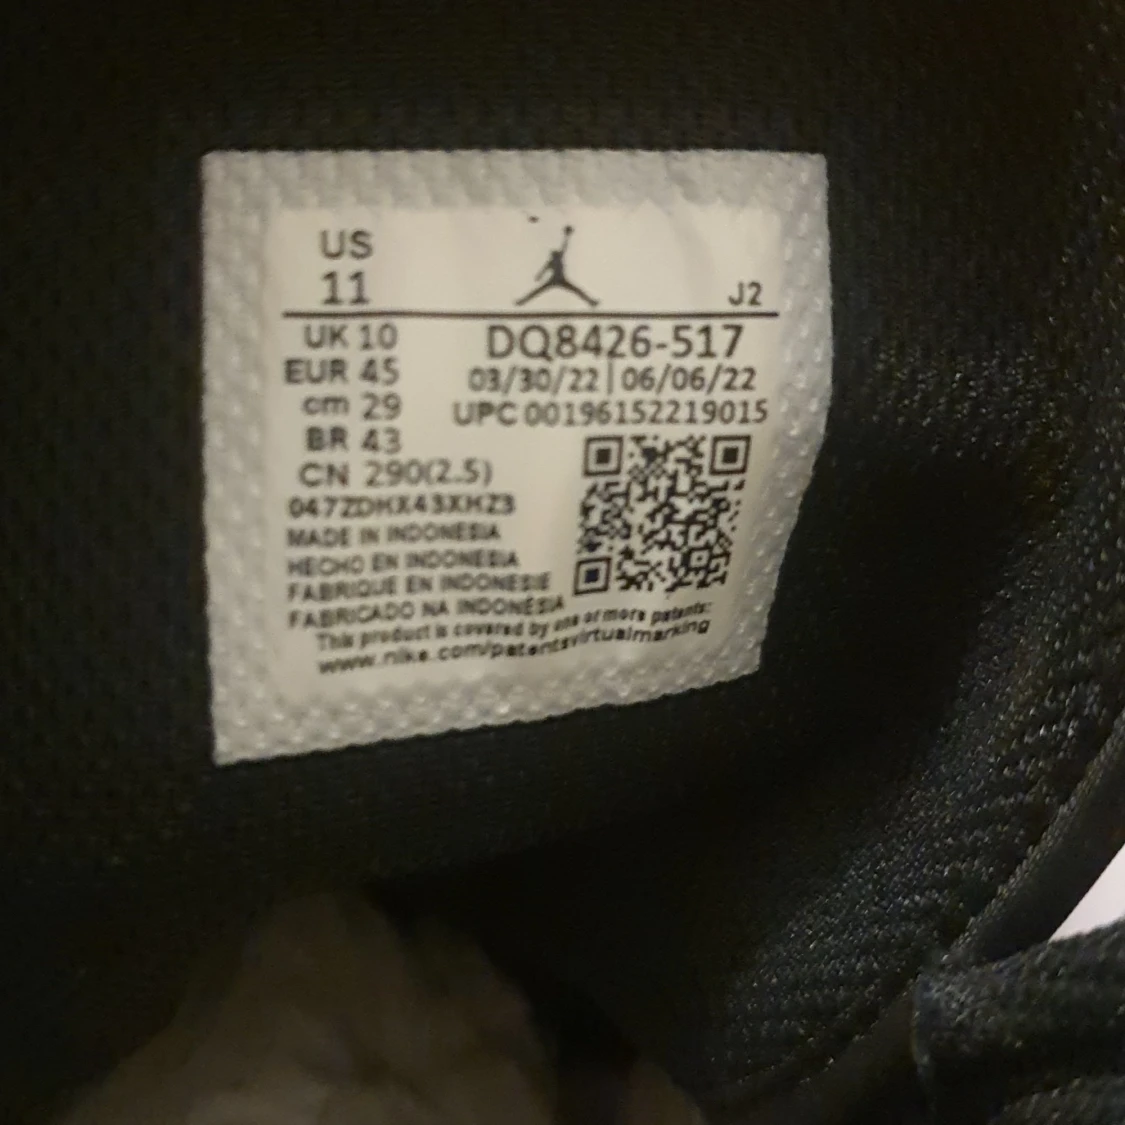 US
11
J2
UK 10
EUR 45
cm 29
BR 43
CN 290(2.5)
DQ8426-517
03/30/22 | 06/06/22
UPC 00196152219015
047ZDHX43XHZ3
MADE IN INDONESIA
HECHO EN INDONESIA
FABRIQUE EN INDONESIE
FABRICADO NA INDONÉSIA
This product is covered by one or more patents:
www.nike.com/patentsvirtualmarking